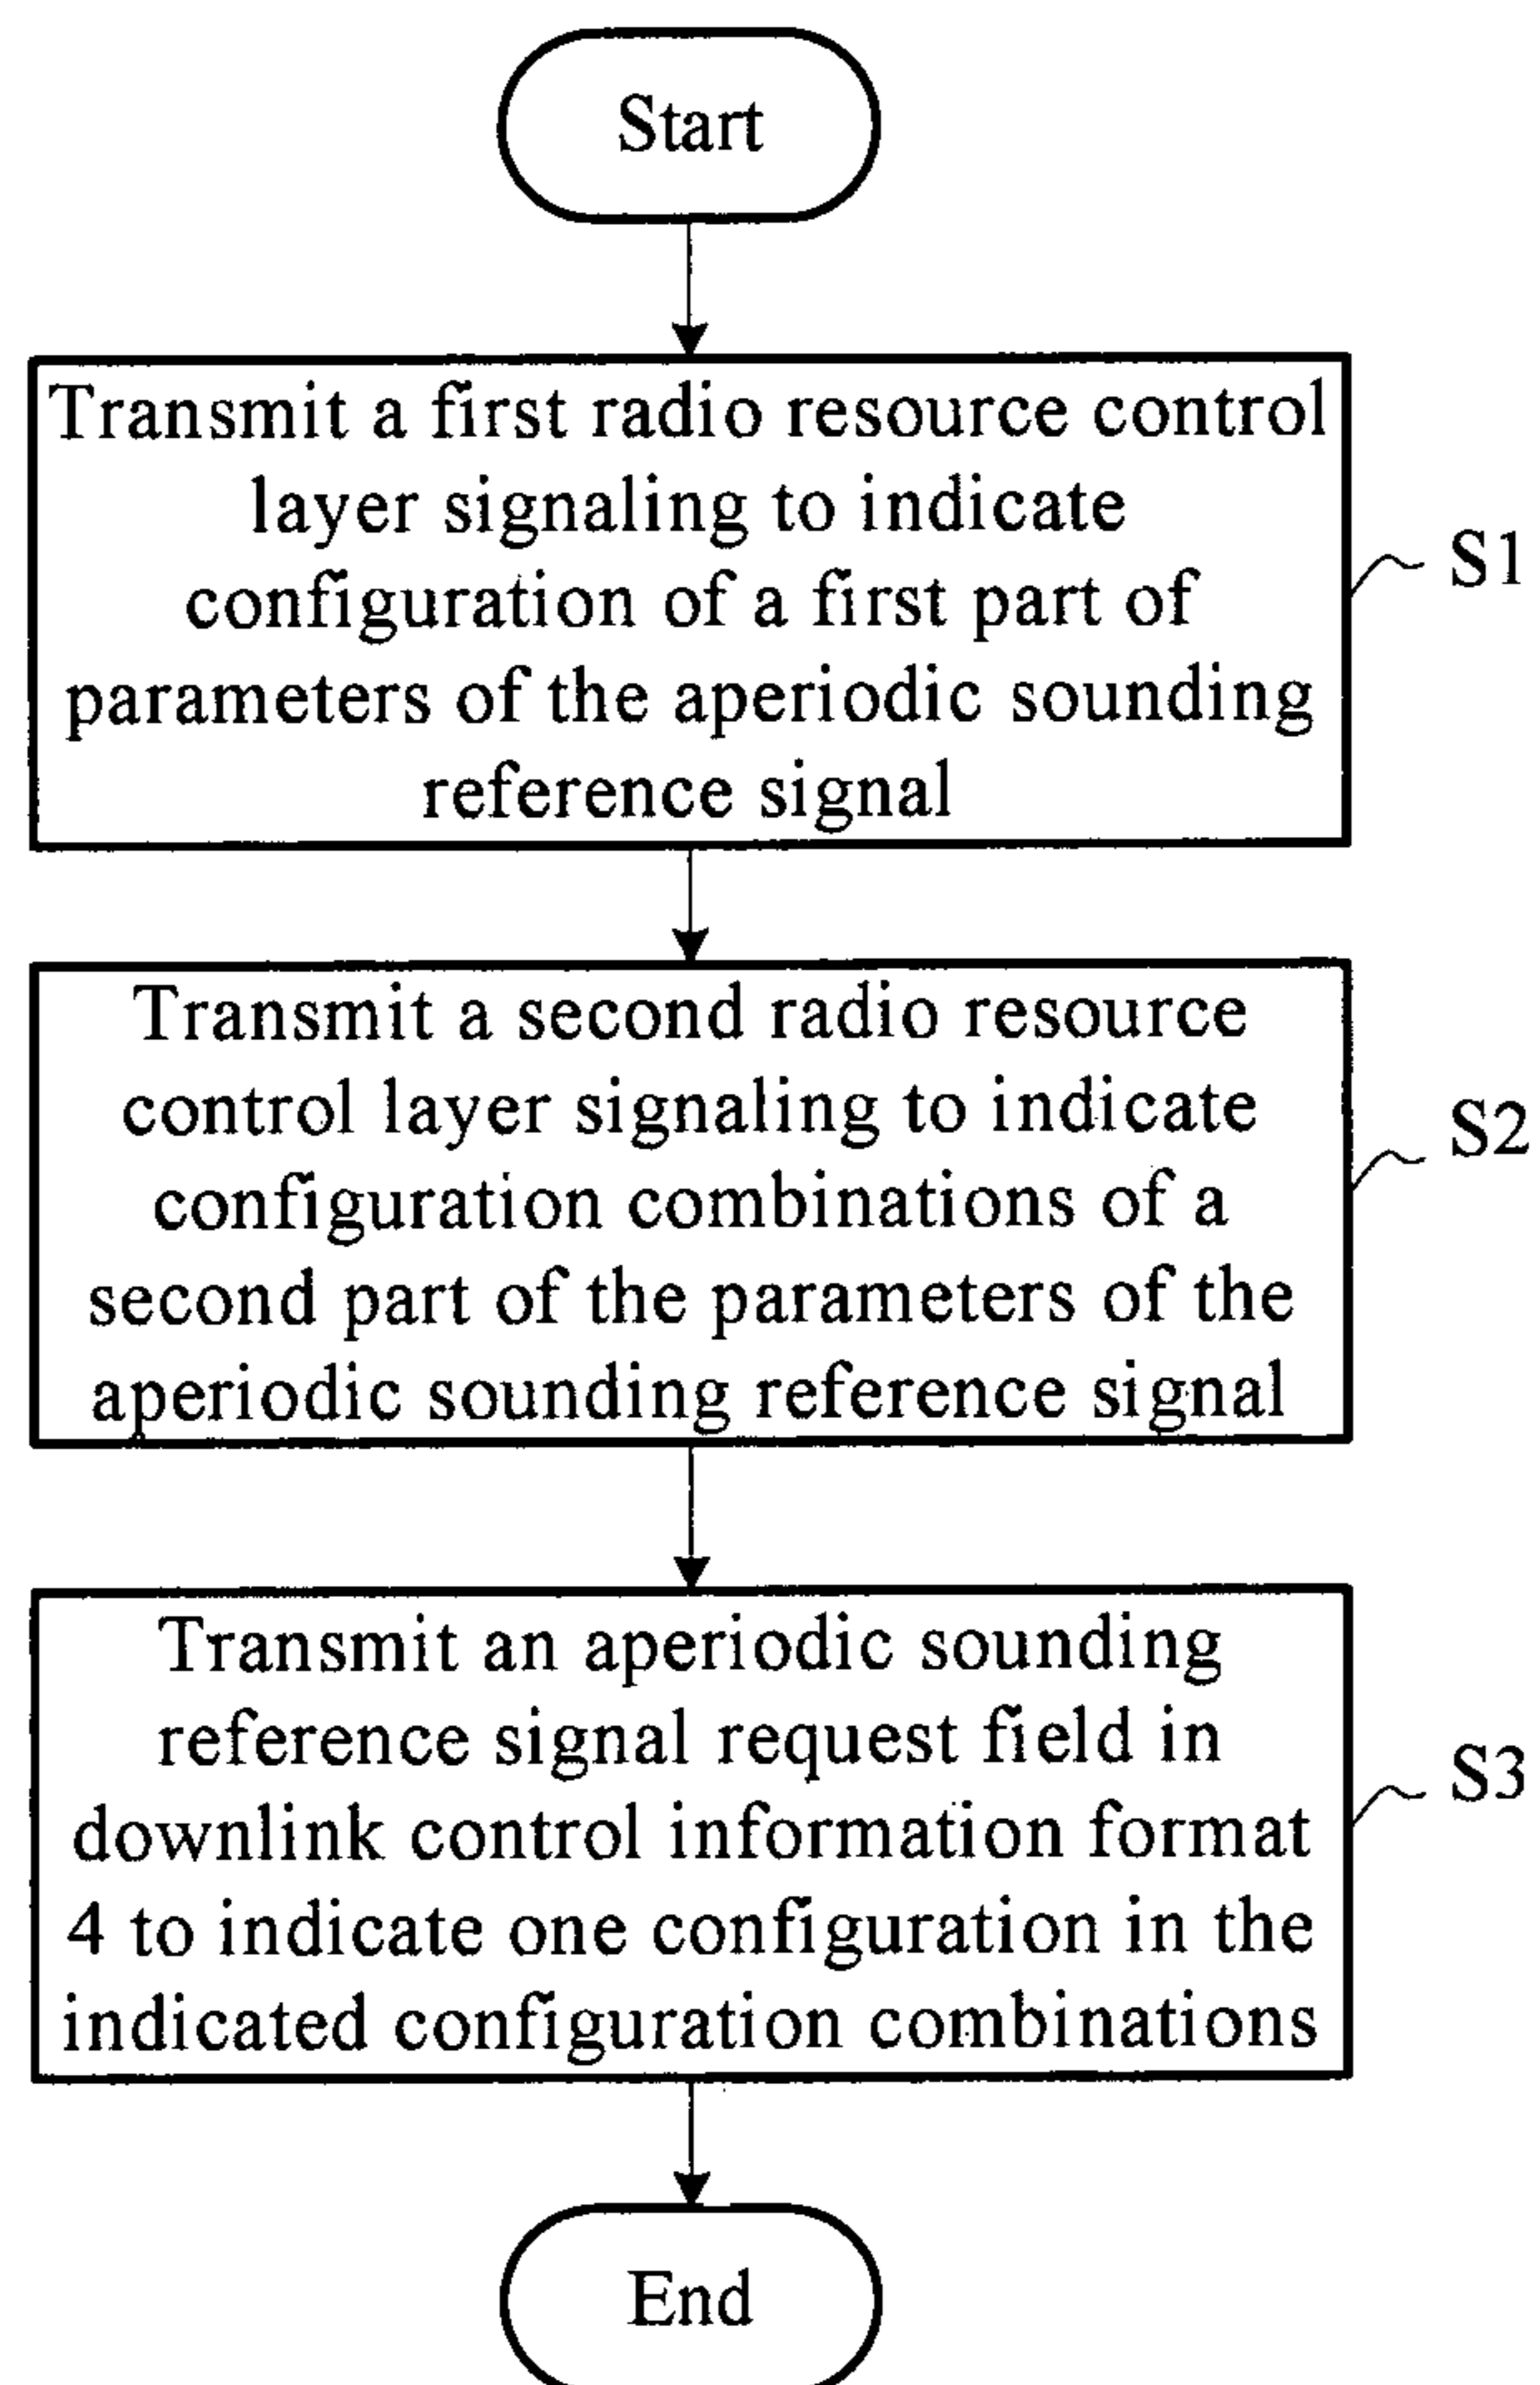 Start
Transmit a first radio resource control
layer signaling to indicate
configuration of a first part of
parameters of the aperiodic sounding
reference signal
S1
Transmit a second radio resource
control layer signaling to indicate
configuration combinations of a
second part of the parameters of the
aperiodic sounding reference signal
S2
Transmit an aperiodic sounding
reference signal request field in
downlink control information format
4 to indicate one configuration in the
indicated configuration combinations
S3
End